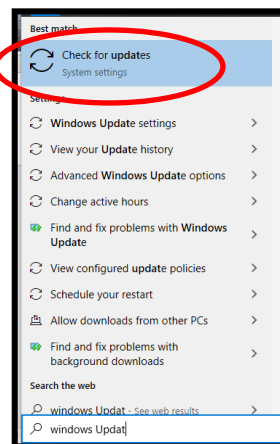 Best match
Check for updates
System settings
Settings
Windows Update settings
View your Update history
Advanced Windows Update options
Change active hours
Find and fix problems with Windows
Update
View configured update policies
Schedule your restart
Allow downloads from other PCs
Find and fix problems with
background downloads
Search the web
windows Updat - See web results
windows Updat